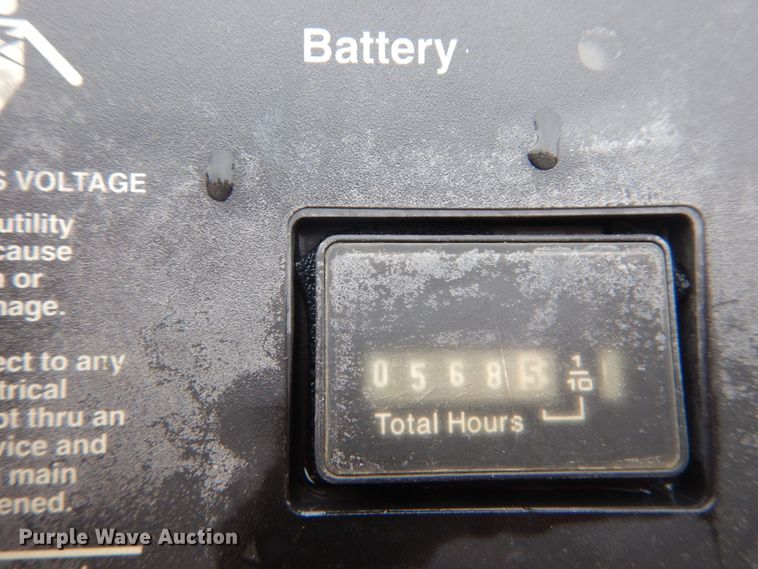 Battery
S VOLTAGE
utility
cause
or
nage.
ect to any
trical
ot thru an
vice and
main
ened.
0 5 6 8 5 1/10
Total Hours
Purple Wave Auction